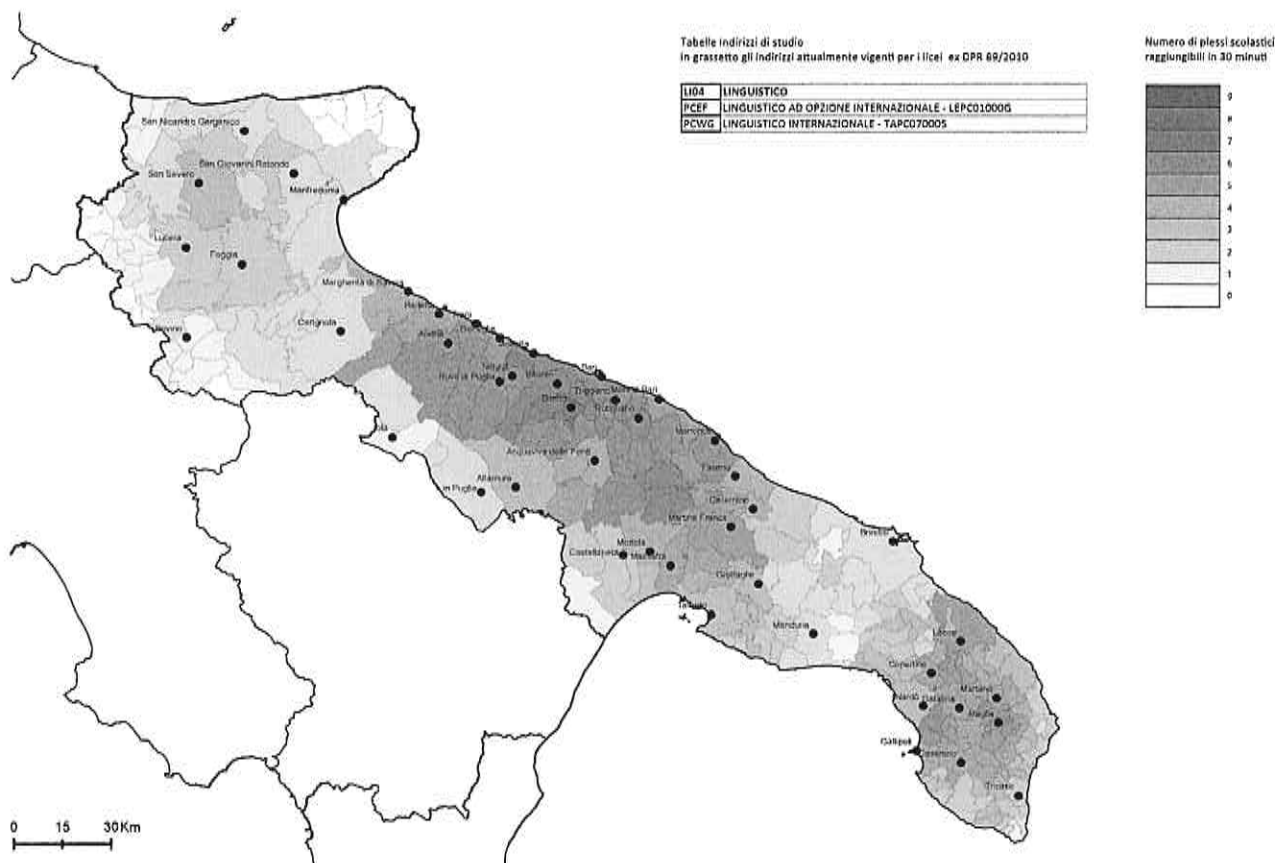 Tabelle indirizzi di studio
in grassetto gli indirizzi attualmente vigenti per i licei ex DPR 89/2010
LI04 LINGUISTICO
PCEF LINGUISTICO AD OPZIONE INTERNAZIONALE - LEPC01000G
PCWG LINGUISTICO INTERNAZIONALE - TAPC070005
Numero di plessi scolastici
raggiungibili in 30 minuti
9
8
7
6
5
4
3
2
1
0
San Nicandro Garganico
San Giovanni Rotondo
San Severo
Manfredonia
Lucera
Foggia
Margherita di Savoia
Cerignola
Bovino
Andria
Ruvo di Puglia
Bitonto
Bari
Triggiano
Mola di Bari
Rutigliano
Monopoli
Acquaviva delle Fonti
Altamura
in Puglia
Fasano
Cisternino
Martina Franca
Mottola
Castellaneta
Massafra
Grottaglie
Brindisi
Taranto
Manduria
Lecce
Copertino
Nardò
Galatina
Martano
Maglie
Gallipoli
Casarano
Tricase
0 15 30 Km